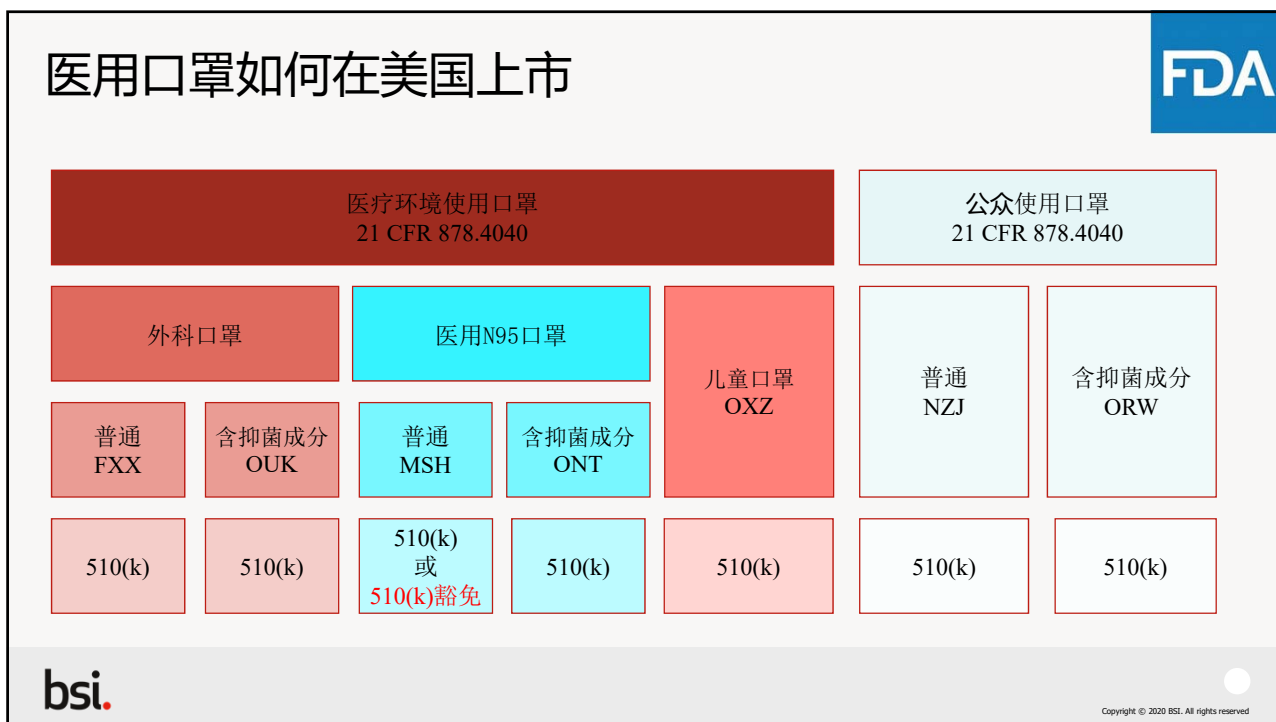 医用口罩如何在美国上市
FDA
医疗环境使用口罩
21 CFR 878.4040
公众使用口罩
21 CFR 878.4040
外科口罩
医用N95口罩
儿童口罩
OXZ
普通
NZJ
含抑菌成分
ORW
普通
FXX
含抑菌成分
OUK
普通
MSH
含抑菌成分
ONT
510(k)
510(k)
510(k)
或
510(k)豁免
510(k)
510(k)
510(k)
510(k)
bsi.
Copyright © 2020 BSI. All rights reserved